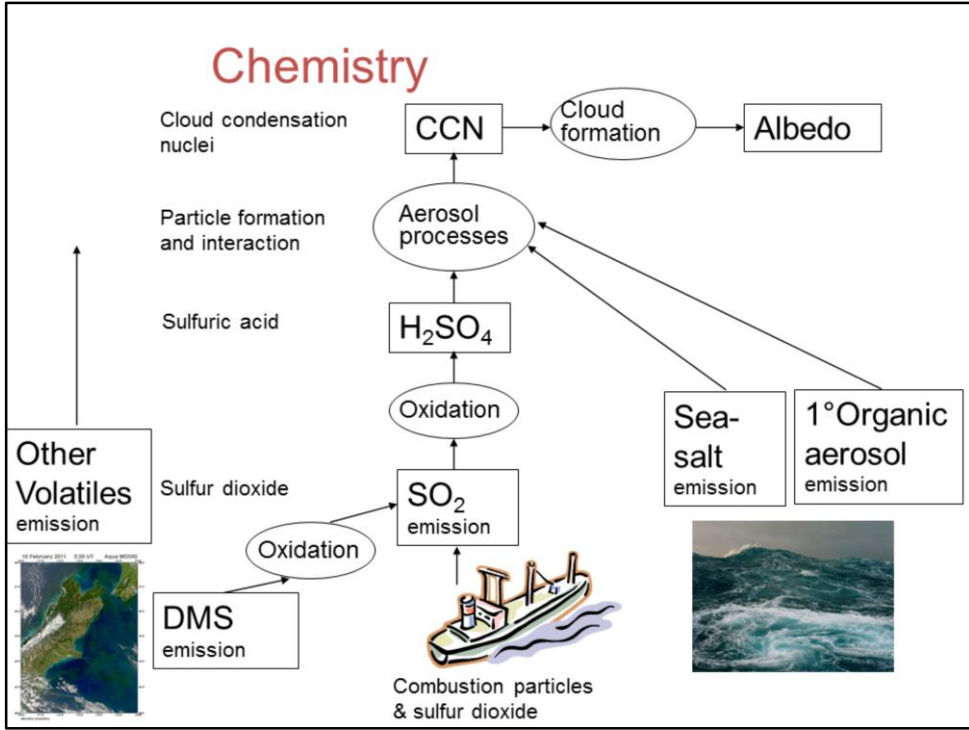 Chemistry
Cloud condensation
nuclei
CCN
Cloud
formation
Albedo
Particle formation
and interaction
Aerosol
processes
Sulfuric acid
H₂SO₄
Oxidation
Sea-
salt
emission
1°Organic
aerosol
emission
Other
Volatiles
emission
Sulfur dioxide
SO₂
emission
Oxidation
DMS
emission
Combustion particles
& sulfur dioxide